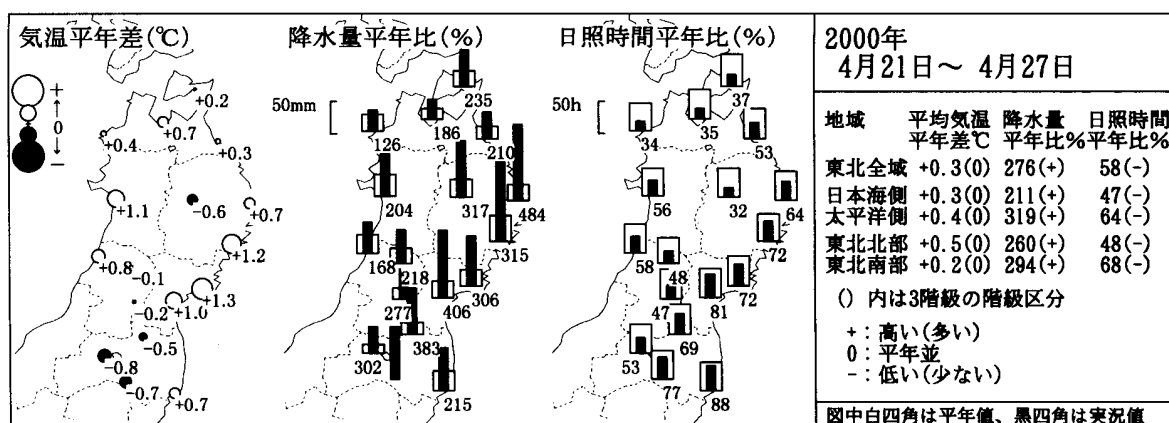 気温平年差(℃)
+
↑
0
↓
−
+0.2
+0.7
+0.4
+0.3
−0.6
+1.1
+0.7
+1.2
+0.8
−0.1
+1.3
−0.2
+1.0
−0.5
−0.8
−0.7
+0.7
降水量平年比(%)
50mm
235
186
126
210
317
484
204
315
168
218
306
277
406
383
302
215
日照時間平年比(%)
50h
37
35
34
53
56
32
64
72
58
48
72
47
81
69
53
77
88
2000年
4月21日～ 4月27日
地域 平均気温 降水量 日照時間
平年差℃ 平年比% 平年比%
東北全域 +0.3(0) 276(+) 58(-)
日本海側 +0.3(0) 211(+) 47(-)
太平洋側 +0.4(0) 319(+) 64(-)
東北北部 +0.5(0) 260(+) 48(-)
東北南部 +0.2(0) 294(+) 68(-)
() 内は3階級の階級区分
+：高い(多い)
0：平年並
-：低い(少ない)
図中白四角は平年値、黒四角は実況値